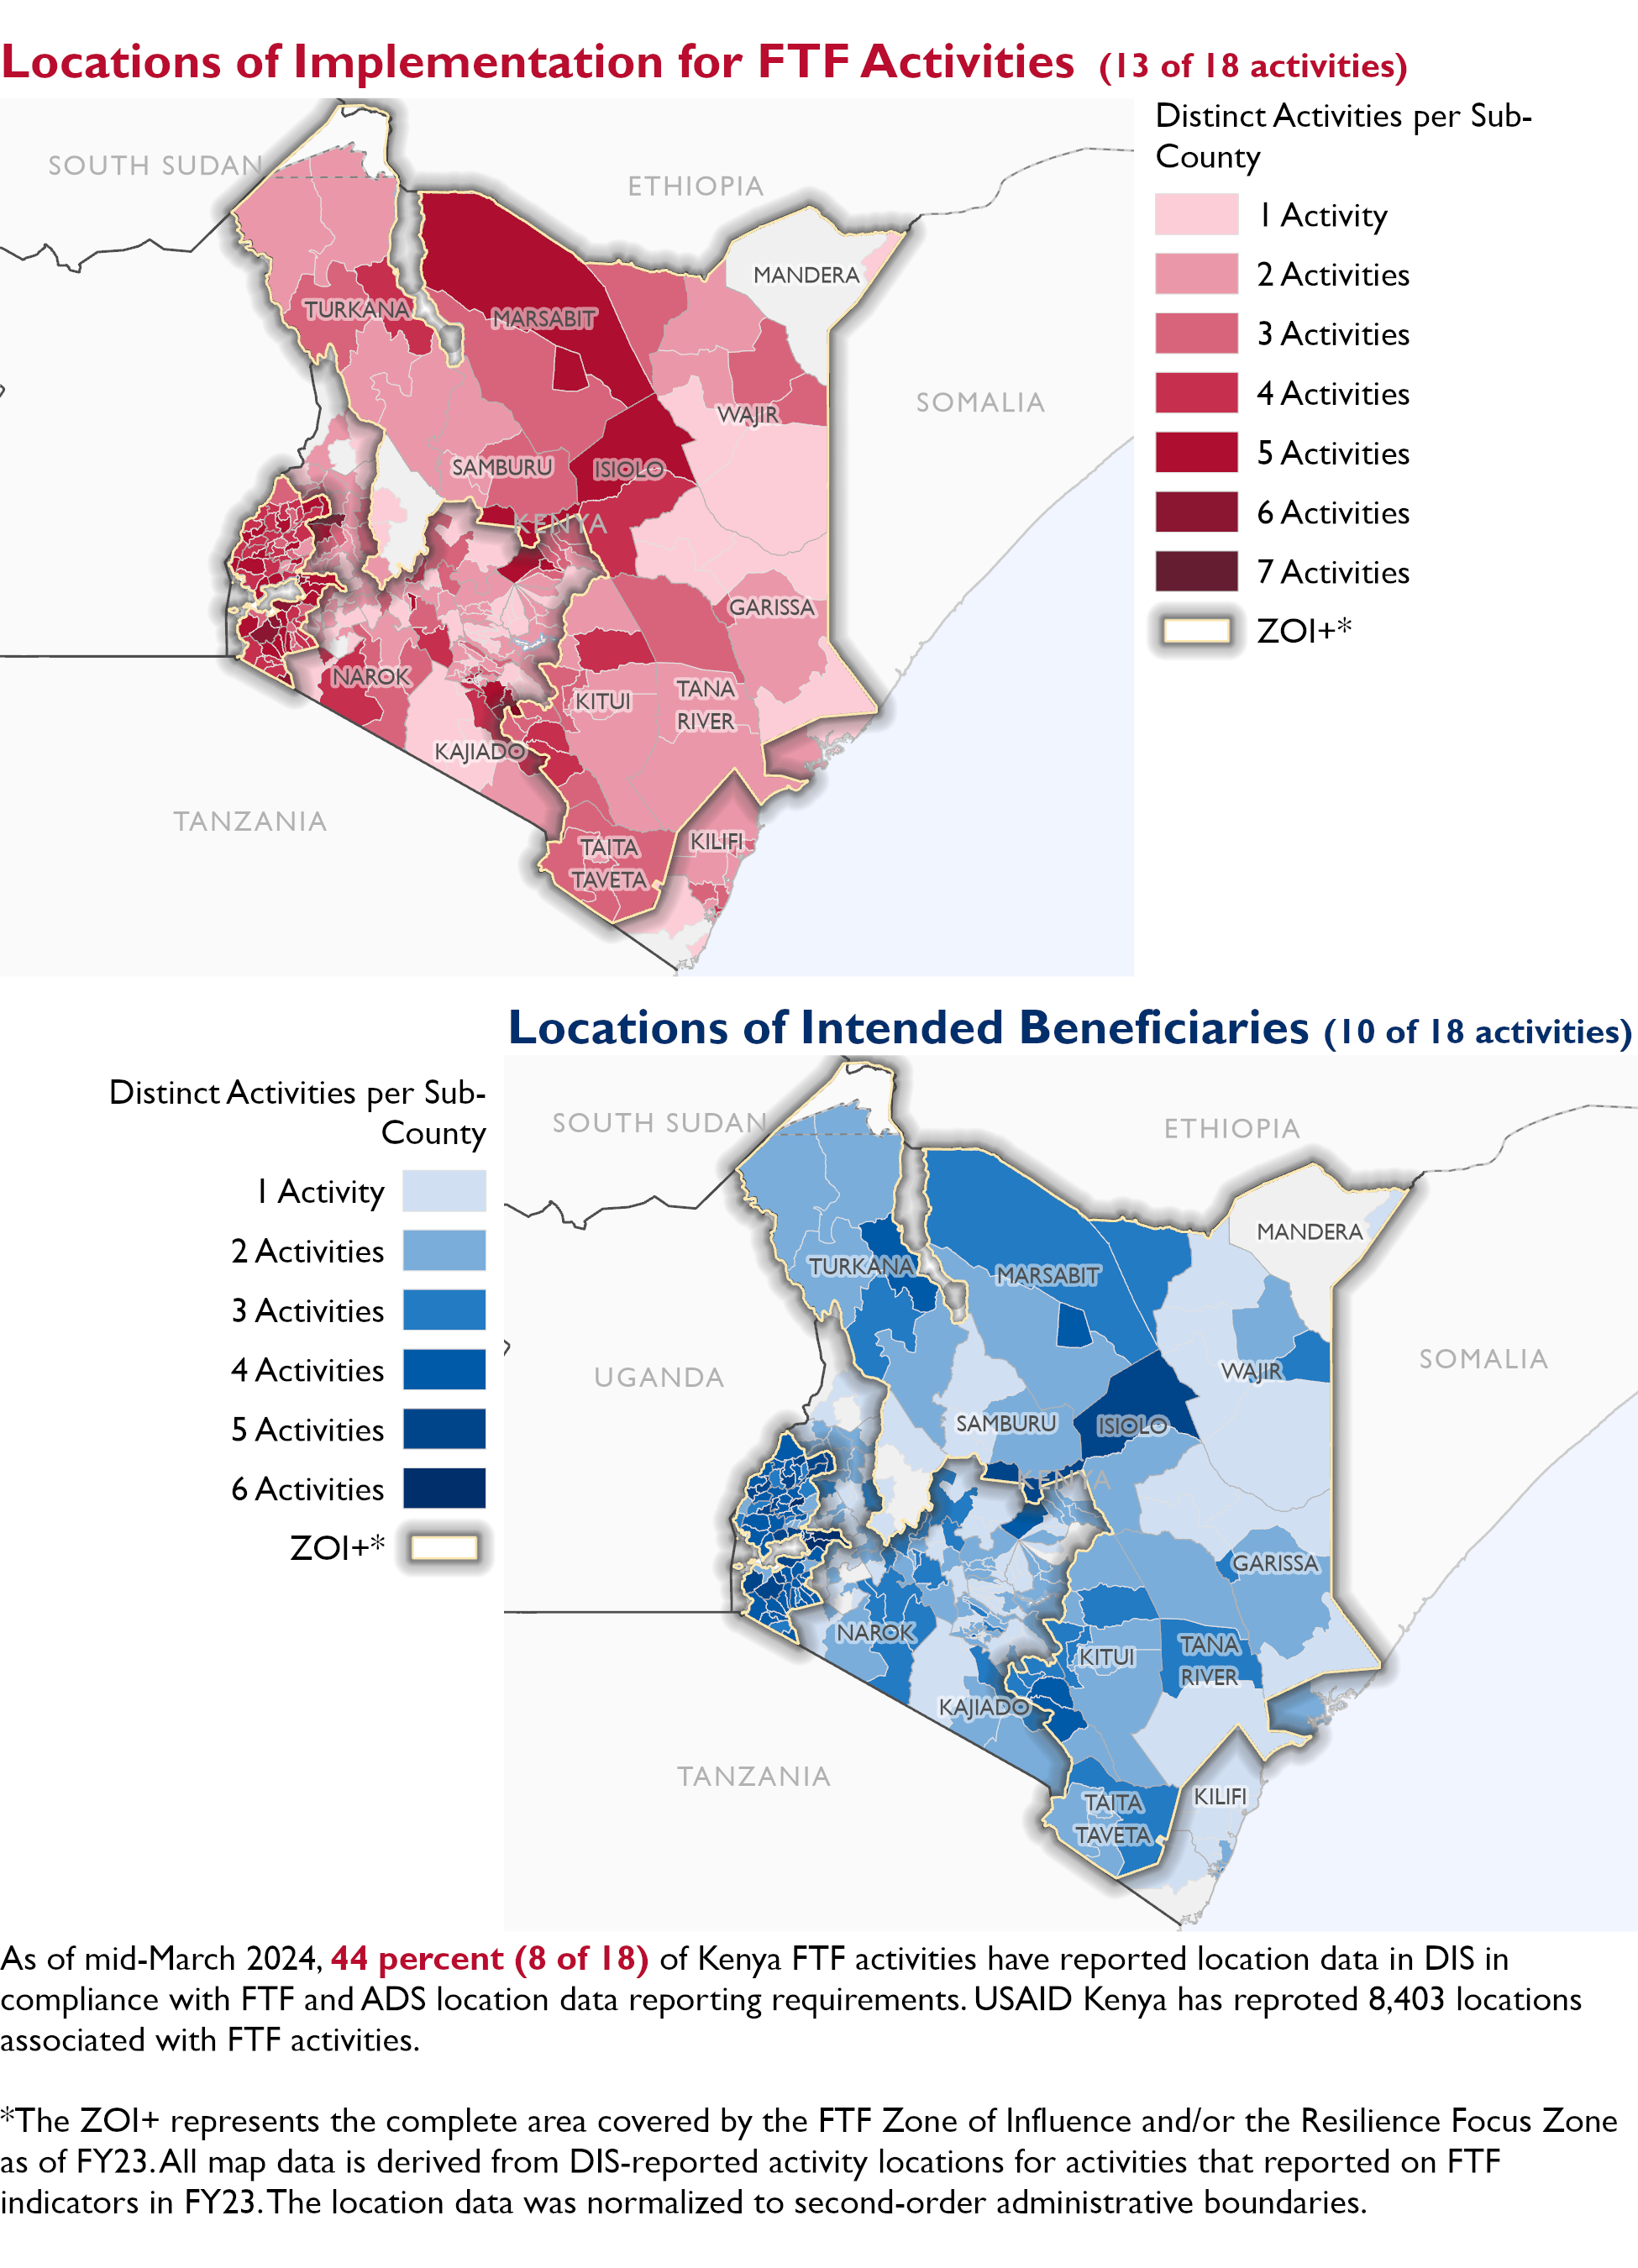 Locations of Implementation for FTF Activities (13 of 18 activities)
Distinct Activities per Sub-
County
1 Activity
2 Activities
3 Activities
4 Activities
5 Activities
6 Activities
7 Activities
ZOI+*
SOUTH SUDAN
ETHIOPIA
MANDERA
TURKANA
MARSABIT
SOMALIA
WAJIR
SAMBURU
ISIOLO
KENYA
GARISSA
NAROK
KITUI
TANA
RIVER
KAJIADO
TANZANIA
TAITA
TAVETA
KILIFI
Locations of Intended Beneficiaries (10 of 18 activities)
Distinct Activities per Sub-
County
1 Activity
2 Activities
3 Activities
4 Activities
5 Activities
6 Activities
ZOI+*
SOUTH SUDAN
ETHIOPIA
MANDERA
TURKANA
MARSABIT
UGANDA
SOMALIA
WAJIR
SAMBURU
ISIOLO
KENYA
GARISSA
NAROK
KITUI
TANA
RIVER
KAJIADO
TANZANIA
TAITA
TAVETA
KILIFI
As of mid-March 2024, 44 percent (8 of 18) of Kenya FTF activities have reported location data in DIS in
compliance with FTF and ADS location data reporting requirements. USAID Kenya has reproted 8,403 locations
associated with FTF activities.
*The ZOI+ represents the complete area covered by the FTF Zone of Influence and/or the Resilience Focus Zone
as of FY23. All map data is derived from DIS-reported activity locations for activities that reported on FTF
indicators in FY23. The location data was normalized to second-order administrative boundaries.